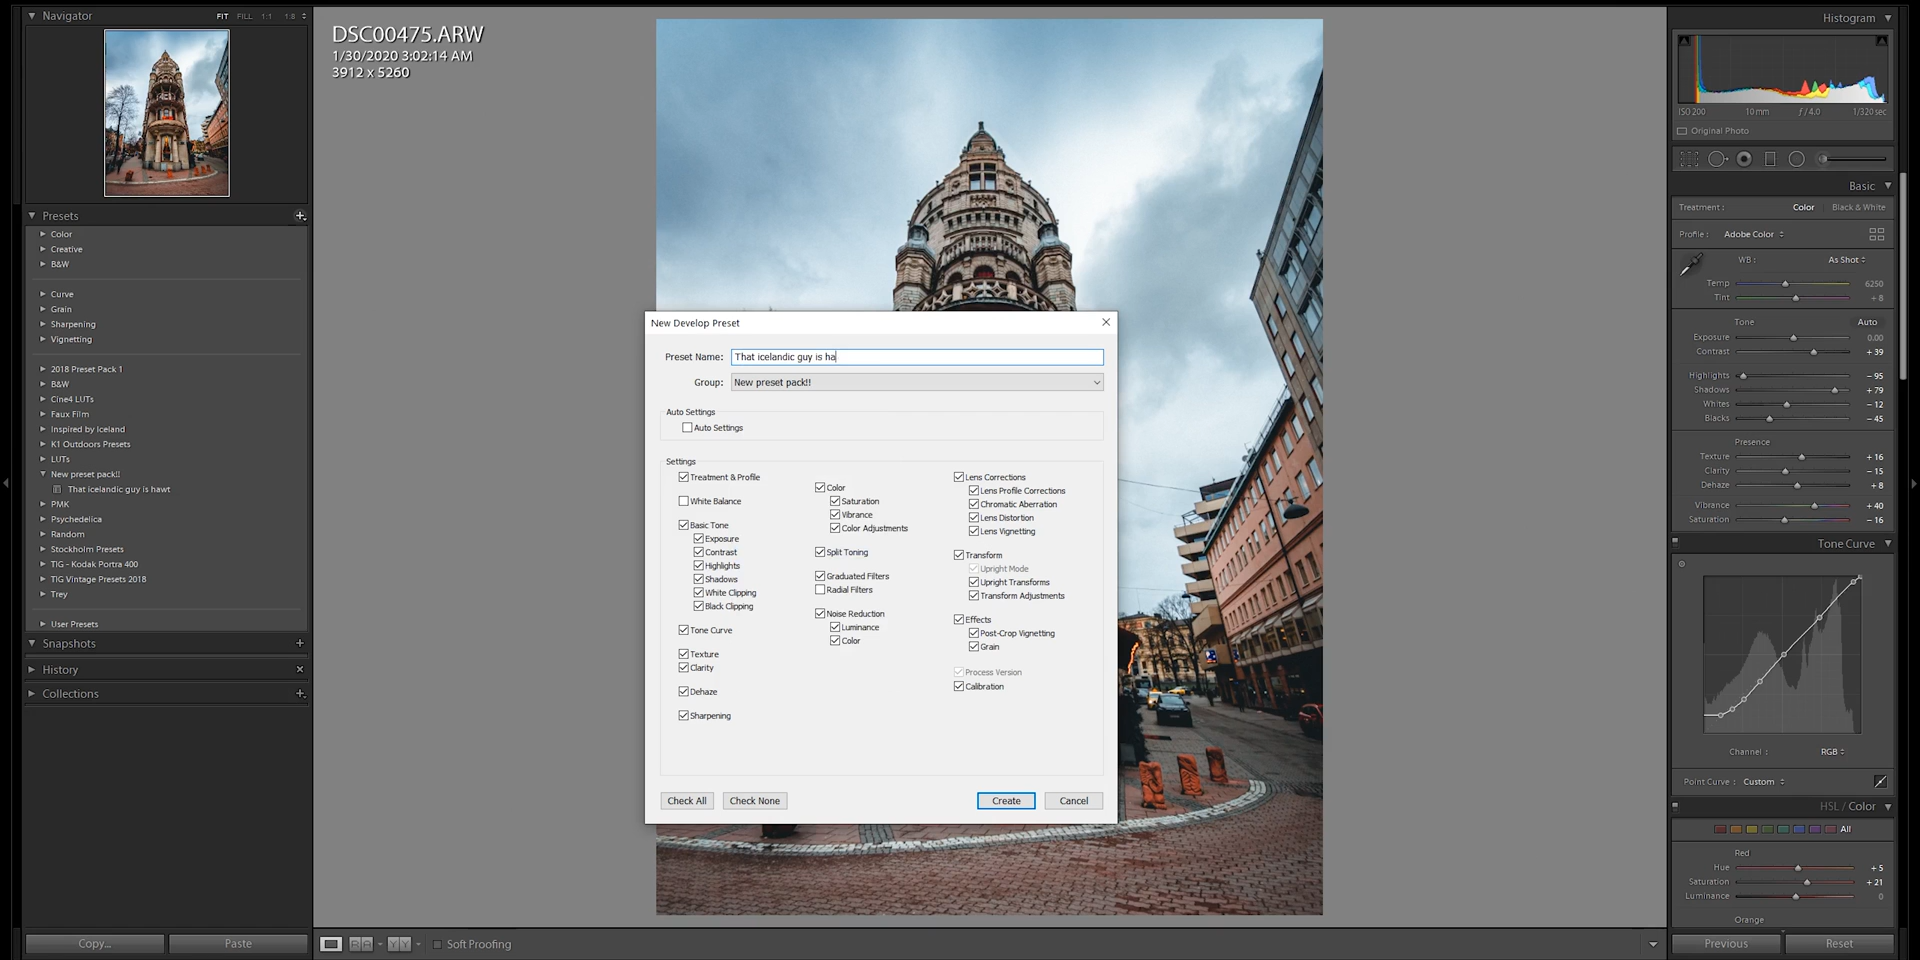 Navigator
FIT FILL 1:1 1:8
Presets
Color
Creative
B&W
Curve
Grain
Sharpening
Vignetting
2018 Preset Pack 1
B&W
Cine4 LUTs
Faux Film
Inspired by Iceland
K1 Outdoors Presets
LUTs
New preset pack!!
That icelandic guy is hawt
PMK
Psychedelica
Random
Stockholm Presets
TIG - Kodak Portra 400
TIG Vintage Presets 2018
Trey
User Presets
Snapshots
History
Collections
Copy... Paste
DSC00475.ARW
1/30/2020 3:02:14 AM
3912 x 5260
New Develop Preset
Preset Name: That icelandic guy is ha
Group: New preset pack!!
Auto Settings
Auto Settings
Settings
Treatment & Profile
White Balance
Basic Tone
Exposure
Contrast
Highlights
Shadows
White Clipping
Black Clipping
Tone Curve
Texture
Clarity
Dehaze
Sharpening
Color
Saturation
Vibrance
Color Adjustments
Split Toning
Graduated Filters
Radial Filters
Noise Reduction
Luminance
Color
Lens Corrections
Lens Profile Corrections
Chromatic Aberration
Lens Distortion
Lens Vignetting
Transform
Upright Mode
Upright Transforms
Transform Adjustments
Effects
Post-Crop Vignetting
Grain
Process Version
Calibration
Check All Check None Create Cancel
Soft Proofing
Histogram
ISO 200 10 mm ƒ / 4.0 1/320 sec
Original Photo
Basic
Treatment : Color Black & White
Profile : Adobe Color
WB : As Shot
Temp 6250
Tint + 8
Tone Auto
Exposure 0.00
Contrast + 39
Highlights - 95
Shadows + 79
Whites - 12
Blacks - 45
Presence
Texture + 16
Clarity - 15
Dehaze + 8
Vibrance + 40
Saturation - 16
Tone Curve
Channel : RGB
Point Curve : Custom
HSL / Color
All
Red
Hue + 5
Saturation + 21
Luminance 0
Orange
Previous Reset